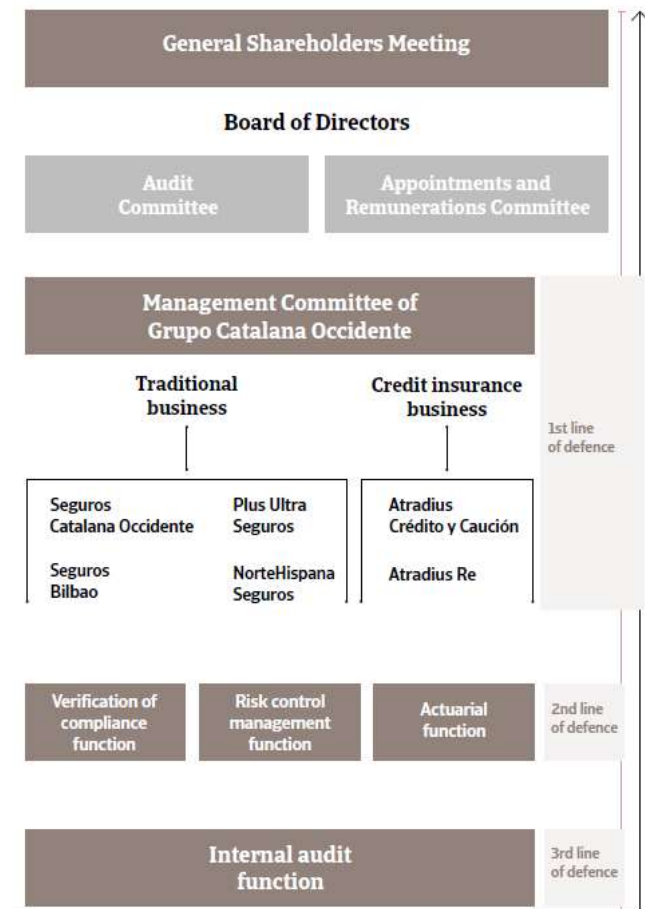 General Shareholders Meeting
Board of Directors
Audit
Committee
Appointments and
Remunerations Committee
Management Committee of
Grupo Catalana Occidente
Traditional
business
Credit insurance
business
1st line
of defence
Seguros
Catalana Occidente
Plus Ultra
Seguros
Seguros
Bilbao
NorteHispana
Seguros
Atradius
Crédito y Caución
Atradius Re
Verification of
compliance
function
Risk control
management
function
Actuarial
function
2nd line
of defence
Internal audit
function
3rd line
of defence